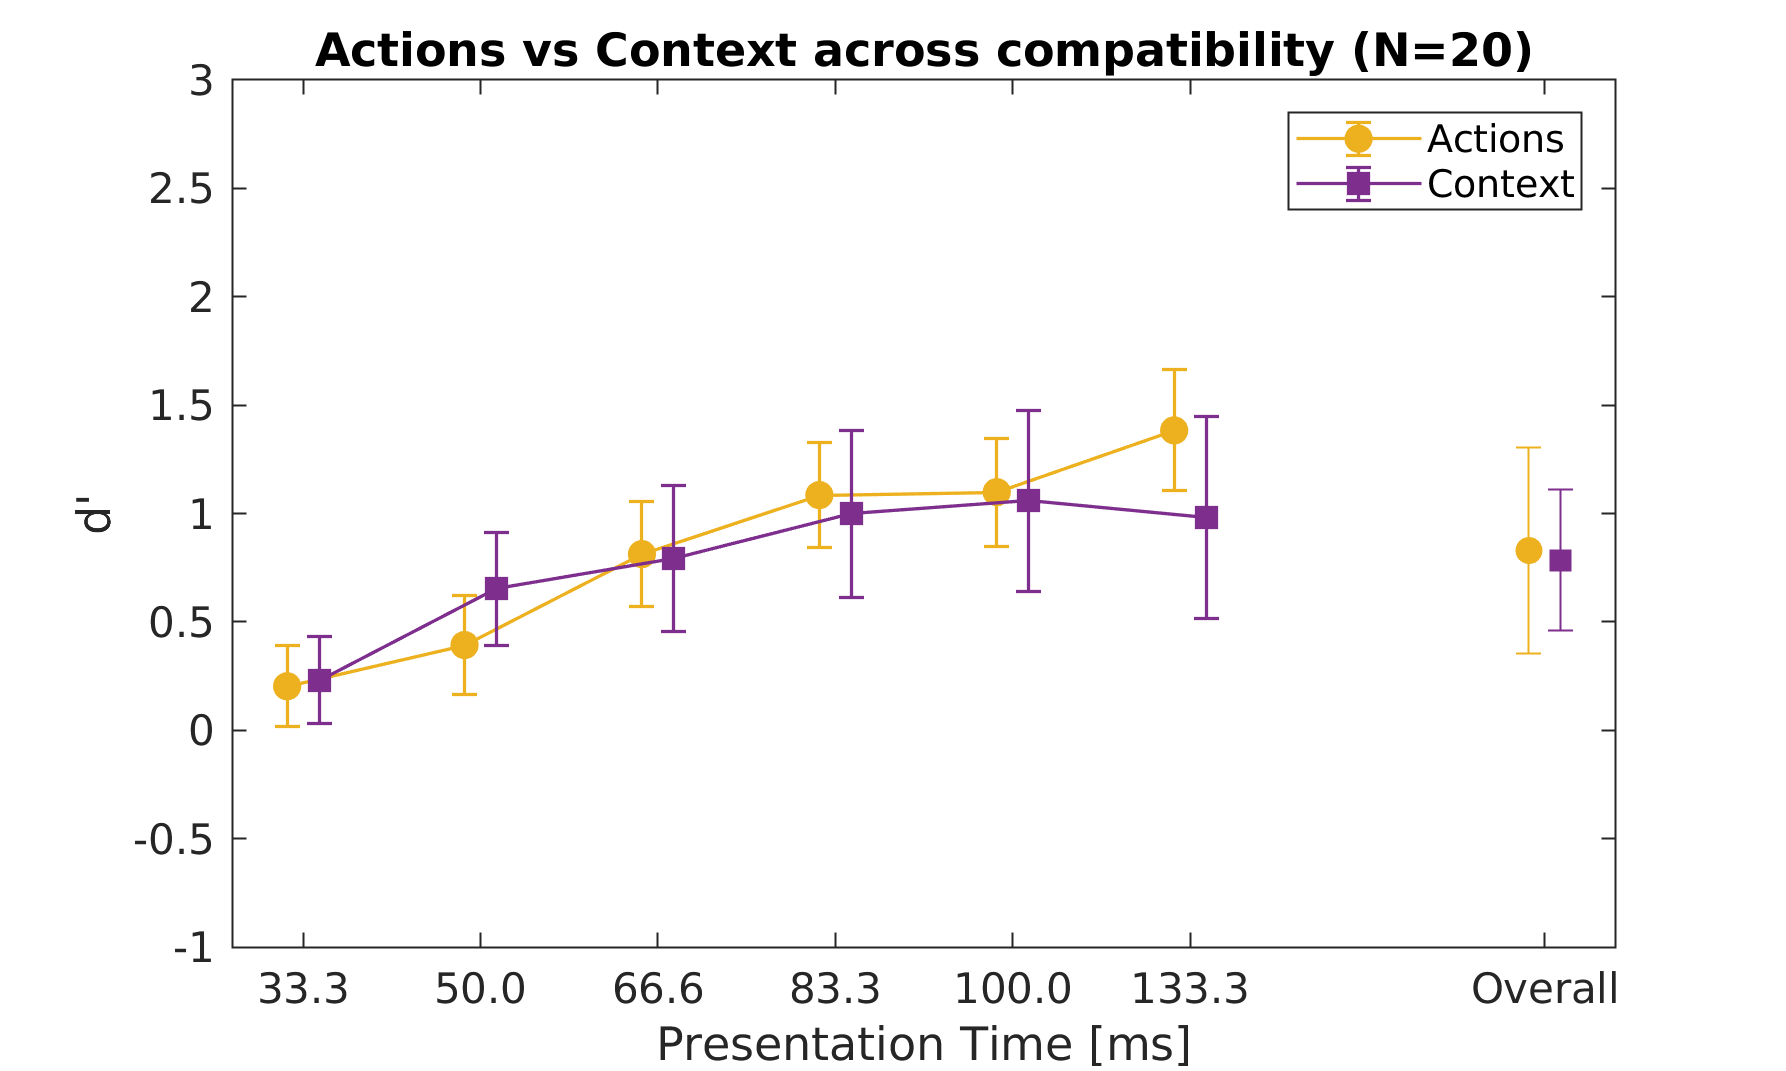 Actions vs Context across compatibility (N=20)
3
2.5
2
1.5
1
0.5
0
-0.5
-1
d'
Actions
Context
33.3 50.0 66.6 83.3 100.0 133.3 Overall
Presentation Time [ms]